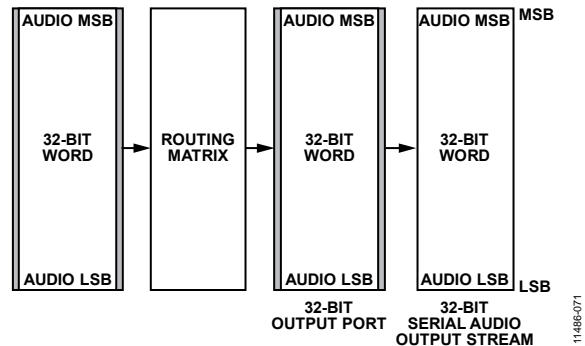 AUDIO MSB
32-BIT
WORD
AUDIO LSB
ROUTING
MATRIX
AUDIO MSB
32-BIT
WORD
AUDIO LSB
32-BIT
OUTPUT PORT
AUDIO MSB
MSB
32-BIT
WORD
AUDIO LSB
LSB
32-BIT
SERIAL AUDIO
OUTPUT STREAM
11486-071